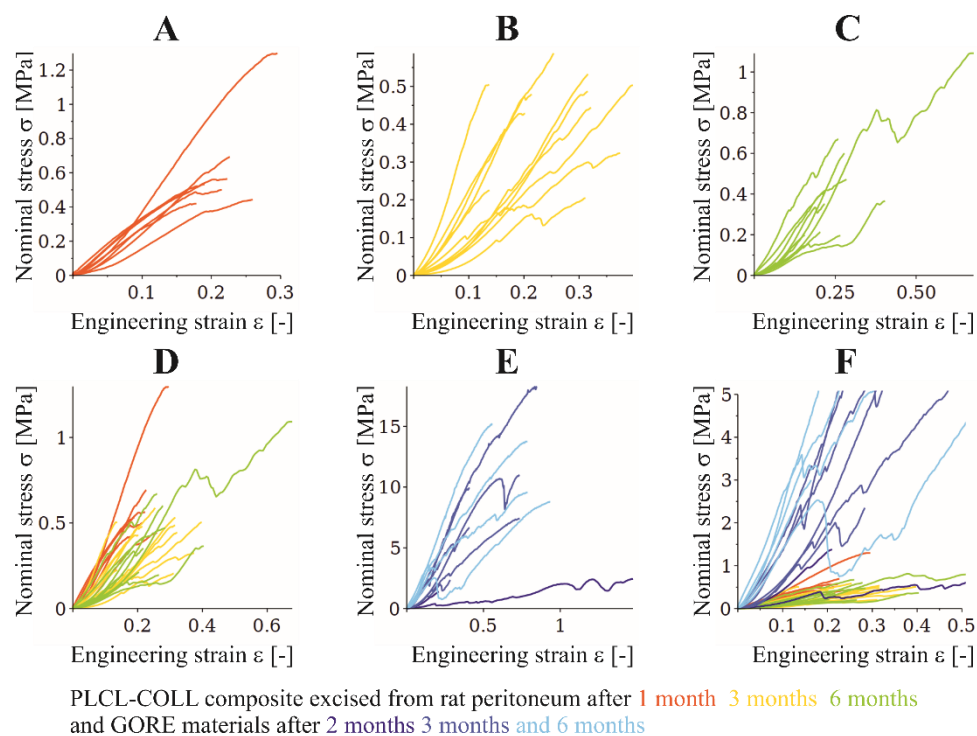 A
B
C
Nominal stress σ [MPa]
1.2
1
0.8
0.6
0.4
0.2
0
0.1
0.2
0.3
Engineering strain ε [-]
Nominal stress σ [MPa]
0.5
0.4
0.3
0.2
0.1
0
0.1
0.2
0.3
Engineering strain ε [-]
Nominal stress σ [MPa]
1
0.8
0.6
0.4
0.2
0
0.25
0.50
Engineering strain ε [-]
D
E
F
Nominal stress σ [MPa]
1
0.5
0
0.2
0.4
0.6
Engineering strain ε [-]
Nominal stress σ [MPa]
15
10
5
0
0.5
1
Engineering strain ε [-]
Nominal stress σ [MPa]
5
4
3
2
1
0
0.1
0.2
0.3
0.4
0.5
Engineering strain ε [-]
PLCL-COLL composite excised from rat peritoneum after 1 month 3 months 6 months
and GORE materials after 2 months 3 months and 6 months